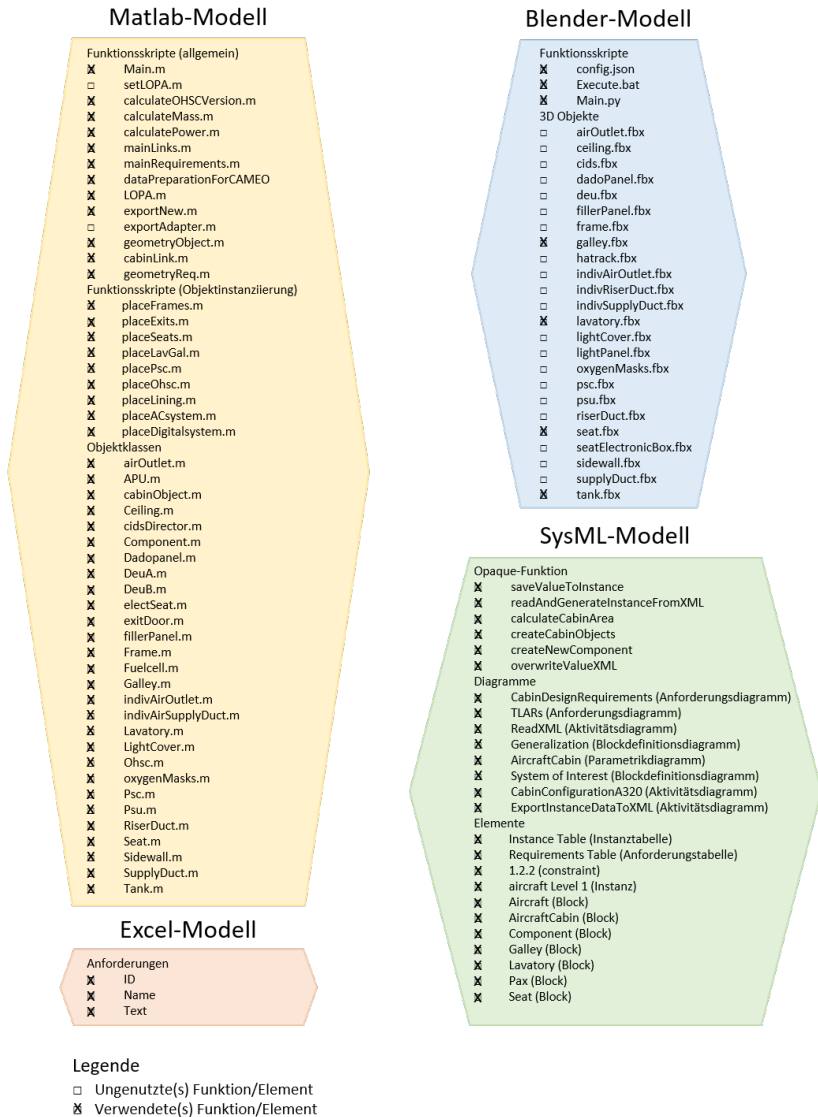 Matlab-Modell
Funktionsskripte (allgemein)
☒ Main.m
☐ setLOPA.m
☒ calculateOHSCVersion.m
☒ calculateMass.m
☒ calculatePower.m
☒ mainLinks.m
☒ mainRequirements.m
☒ dataPreparationForCAMEO
☒ LOPA.m
☒ exportNew.m
☐ exportAdapter.m
☒ geometryObject.m
☒ cabinLink.m
☒ geometryReq.m
Funktionsskripte (Objektinstanziierung)
☒ placeFrames.m
☒ placeExits.m
☒ placeSeats.m
☒ placeLavGal.m
☒ placePsc.m
☒ placeOhsc.m
☒ placeLining.m
☒ placeACsystem.m
☒ placeDigitalsystem.m
Objektklassen
☒ airOutlet.m
☒ APU.m
☒ cabinObject.m
☒ Ceiling.m
☒ cidsDirector.m
☒ Component.m
☒ Dadopanel.m
☒ DeuA.m
☒ DeuB.m
☒ electSeat.m
☒ exitDoor.m
☒ fillerPanel.m
☒ Frame.m
☒ Fuelcell.m
☒ Galley.m
☒ indivAirOutlet.m
☒ indivAirSupplyDuct.m
☒ Lavatory.m
☒ LightCover.m
☒ Ohsc.m
☒ oxygenMasks.m
☒ Psc.m
☒ Psu.m
☒ RiserDuct.m
☒ Seat.m
☒ Sidewall.m
☒ SupplyDuct.m
☒ Tank.m
Excel-Modell
Anforderungen
☒ ID
☒ Name
☒ Text
Blender-Modell
Funktionsskripte
☒ config.json
☒ Execute.bat
☒ Main.py
3D Objekte
☐ airOutlet.fbx
☐ ceiling.fbx
☐ cids.fbx
☐ dadoPanel.fbx
☐ deu.fbx
☐ fillerPanel.fbx
☐ frame.fbx
☒ galley.fbx
☐ hatrack.fbx
☐ indivAirOutlet.fbx
☐ indivRiserDuct.fbx
☐ indivSupplyDuct.fbx
☒ lavatory.fbx
☐ lightCover.fbx
☐ lightPanel.fbx
☐ oxygenMasks.fbx
☐ psc.fbx
☐ psu.fbx
☐ riserDuct.fbx
☒ seat.fbx
☐ seatElectronicBox.fbx
☐ sidewall.fbx
☐ supplyDuct.fbx
☒ tank.fbx
SysML-Modell
Opaque-Funktion
☒ saveValueToInstance
☒ readAndGenerateInstanceFromXML
☒ calculateCabinArea
☒ createCabinObjects
☒ createNewComponent
☒ overwriteValueXML
Diagramme
☒ CabinDesignRequirements (Anforderungsdiagramm)
☒ TLARs (Anforderungsdiagramm)
☒ ReadXML (Aktivitätsdiagramm)
☒ Generalization (Blockdefinitionsdiagramm)
☒ AircraftCabin (Parametrikdiagramm)
☒ System of Interest (Blockdefinitionsdiagramm)
☒ CabinConfigurationA320 (Aktivitätsdiagramm)
☒ ExportInstanceDataToXML (Aktivitätsdiagramm)
Elemente
☒ Instance Table (Instanztabelle)
☒ Requirements Table (Anforderungstabelle)
☒ 1.2.2 (constraint)
☒ aircraft Level 1 (Instanz)
☒ Aircraft (Block)
☒ AircraftCabin (Block)
☒ Component (Block)
☒ Galley (Block)
☒ Lavatory (Block)
☒ Pax (Block)
☒ Seat (Block)
Legende
☐ Ungenutzte(s) Funktion/Element
☒ Verwendete(s) Funktion/Element